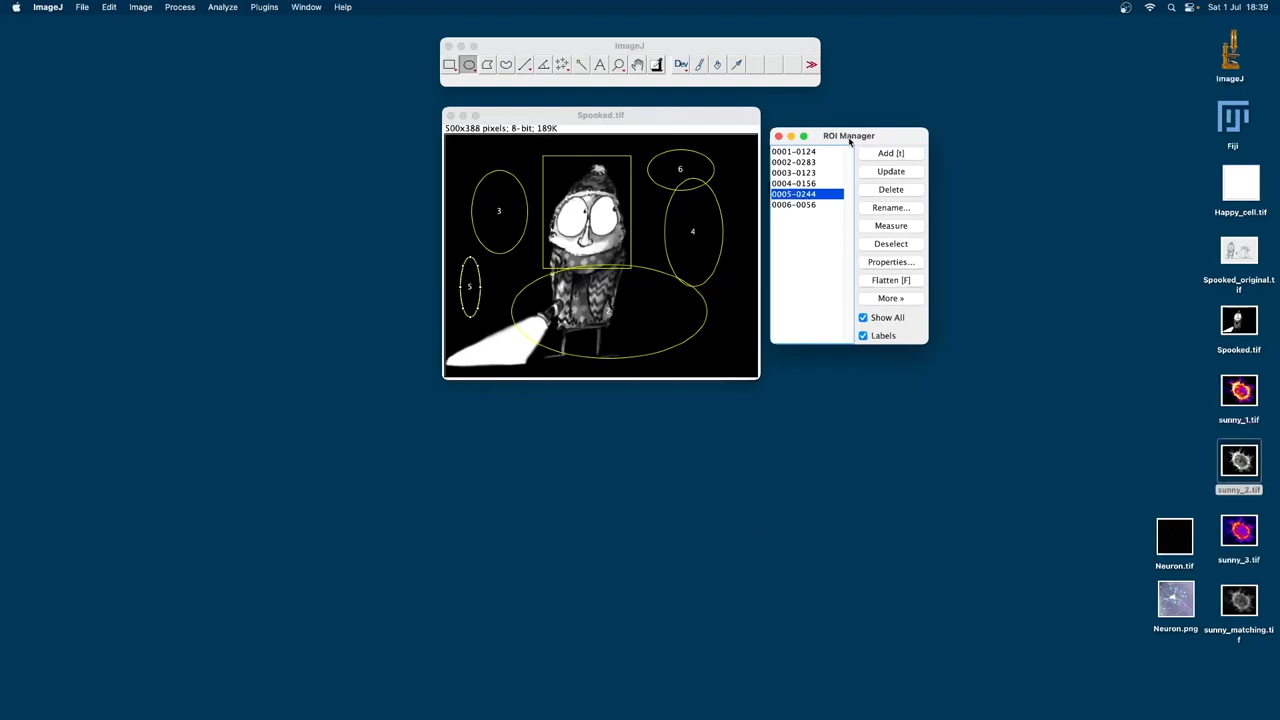 ImageJ File Edit Image Process Analyze Plugins Window Help
Sat 1 Jul 18:39
ImageJ
Dev
Spooked.tif
500x388 pixels; 8-bit; 189K
3
6
4
5
2
ROI Manager
0001-0124
0002-0283
0003-0123
0004-0156
0005-0244
0006-0056
Add [t]
Update
Delete
Rename...
Measure
Deselect
Properties...
Flatten [F]
More »
Show All
Labels
ImageJ
Fiji
Happy_cell.tif
Spooked_original.t
if
Spooked.tif
sunny_1.tif
sunny_2.tif
Neuron.tif
sunny_3.tif
Neuron.png
sunny_matching.ti
f